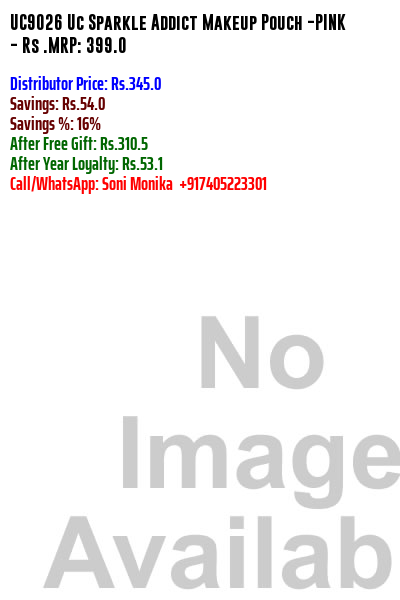 UC9026 Uc Sparkle Addict Makeup Pouch -PINK
- Rs .MRP: 399.0
Distributor Price: Rs.345.0
Savings: Rs.54.0
Savings %: 16%
After Free Gift: Rs.310.5
After Year Loyalty: Rs.53.1
Call/WhatsApp: Soni Monika +917405223301
No
Image
Availab